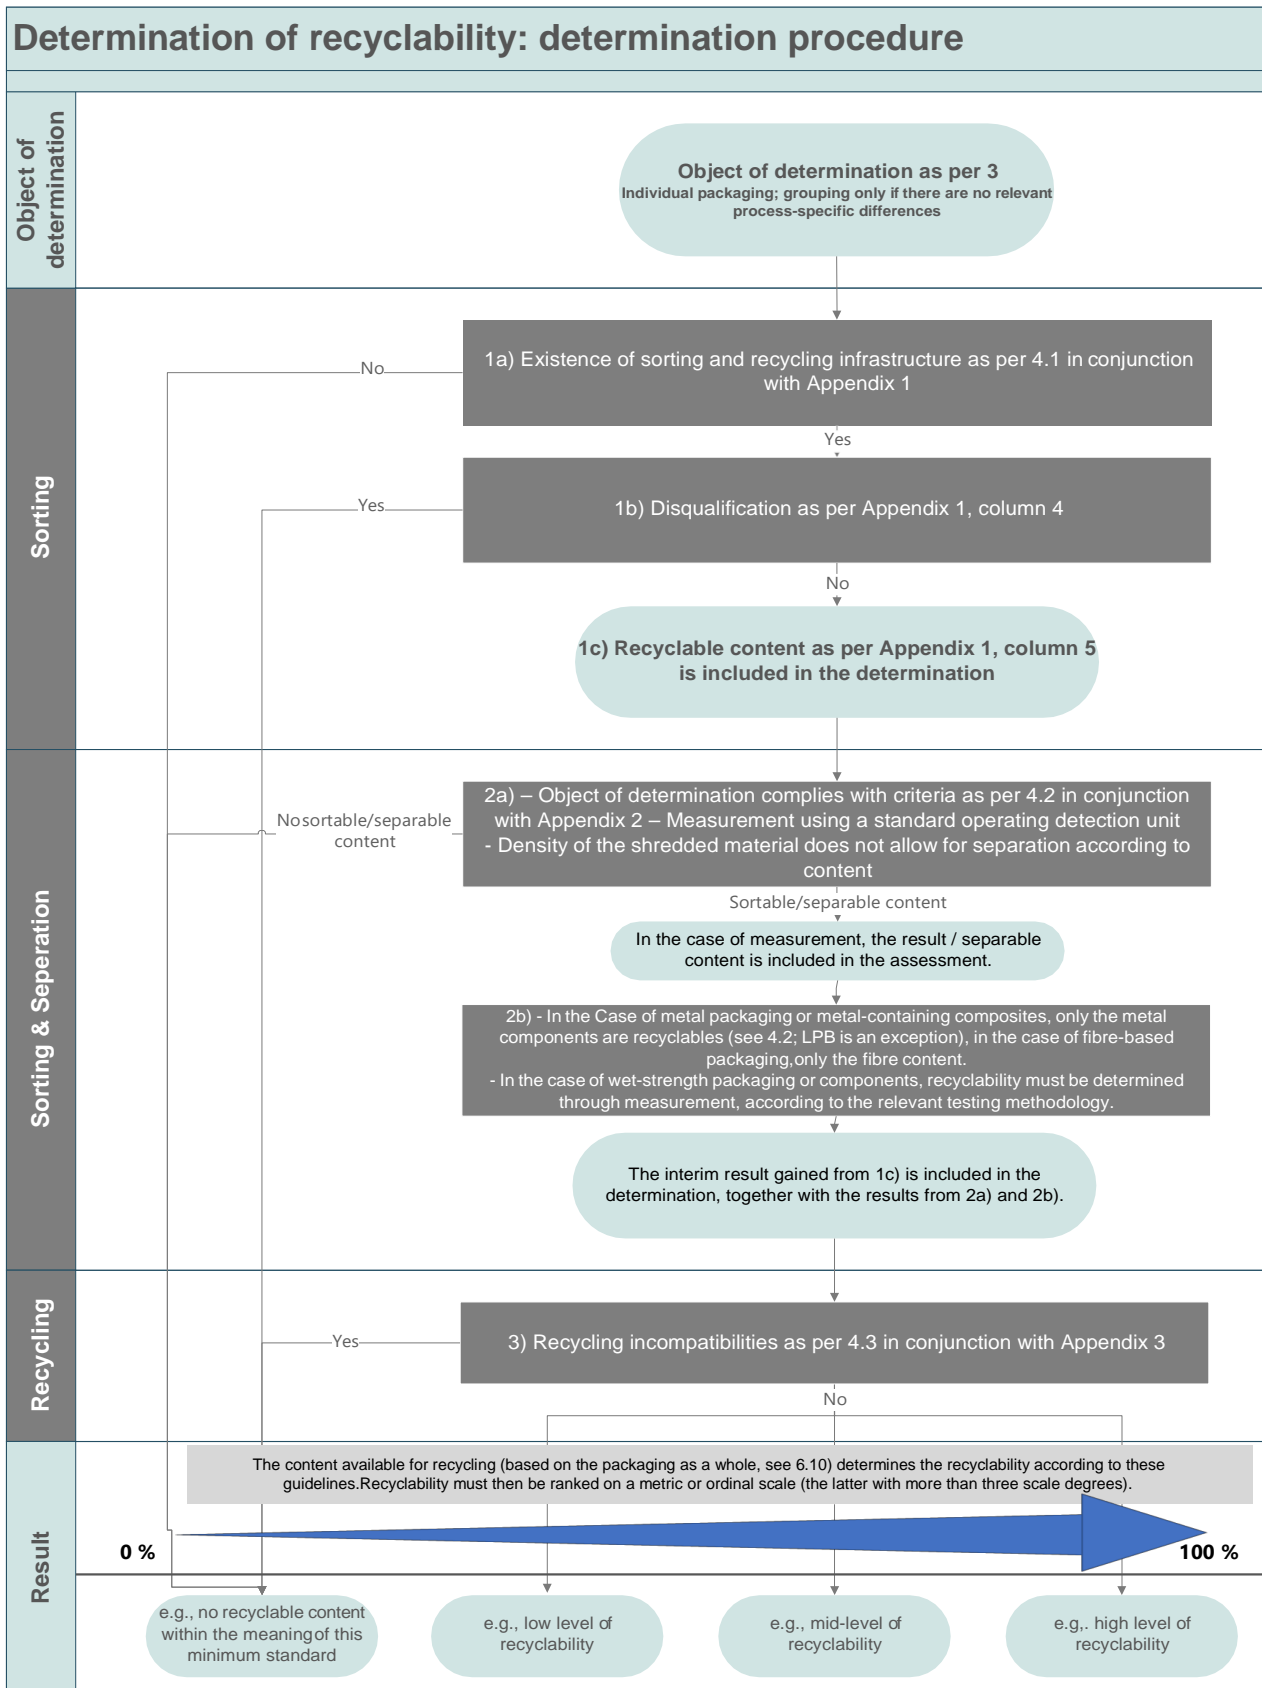 Determination of recyclability: determination procedure
Object of
determination
Object of determination as per 3
Individual packaging; grouping only if there are no relevant
process-specific differences
Sorting
1a) Existence of sorting and recycling infrastructure as per 4.1 in conjunction
with Appendix 1
No
Yes
1b) Disqualification as per Appendix 1, column 4
Yes
No
1c) Recyclable content as per Appendix 1, column 5
is included in the determination
Sorting & Seperation
2a) – Object of determination complies with criteria as per 4.2 in conjunction
with Appendix 2 – Measurement using a standard operating detection unit
- Density of the shredded material does not allow for separation according to
content
No sortable/separable
content
Sortable/separable content
In the case of measurement, the result / separable
content is included in the assessment.
2b) - In the Case of metal packaging or metal-containing composites, only the metal
components are recyclables (see 4.2; LPB is an exception), in the case of fibre-based
packaging, only the fibre content.
- In the case of wet-strength packaging or components, recyclability must be determined
through measurement, according to the relevant testing methodology.
The interim result gained from 1c) is included in the
determination, together with the results from 2a) and 2b).
Recycling
3) Recycling incompatibilities as per 4.3 in conjunction with Appendix 3
Yes
No
Result
The content available for recycling (based on the packaging as a whole, see 6.10) determines the recyclability according to these
guidelines.Recyclability must then be ranked on a metric or ordinal scale (the latter with more than three scale degrees).
0 %
100 %
e.g., no recyclable content
within the meaning of this
minimum standard
e.g., low level of
recyclability
e.g., mid-level of
recyclability
e.g,. high level of
recyclability